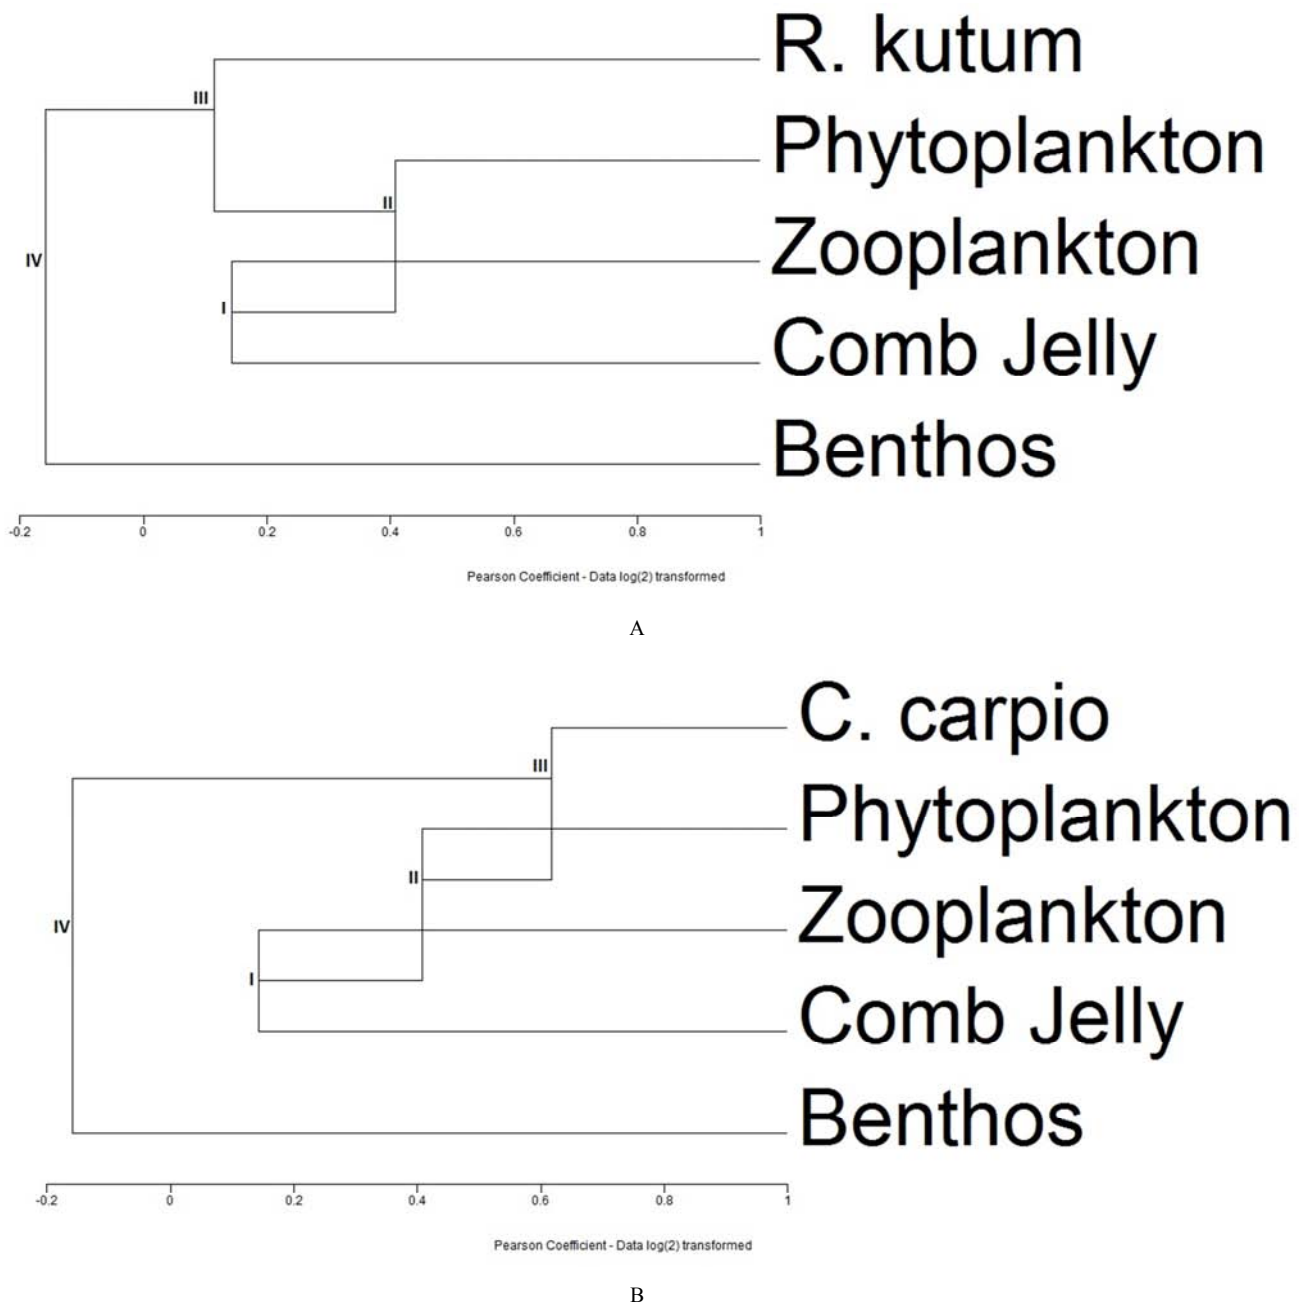 R. kutum
III
Phytoplankton
II
Zooplankton
IV
I
Comb Jelly
Benthos
-0.2 0 0.2 0.4 0.6 0.8 1
Pearson Coefficient - Data log(2) transformed
A
C. carpio
III
Phytoplankton
II
Zooplankton
IV
I
Comb Jelly
Benthos
-0.2 0 0.2 0.4 0.6 0.8 1
Pearson Coefficient - Data log(2) transformed
B